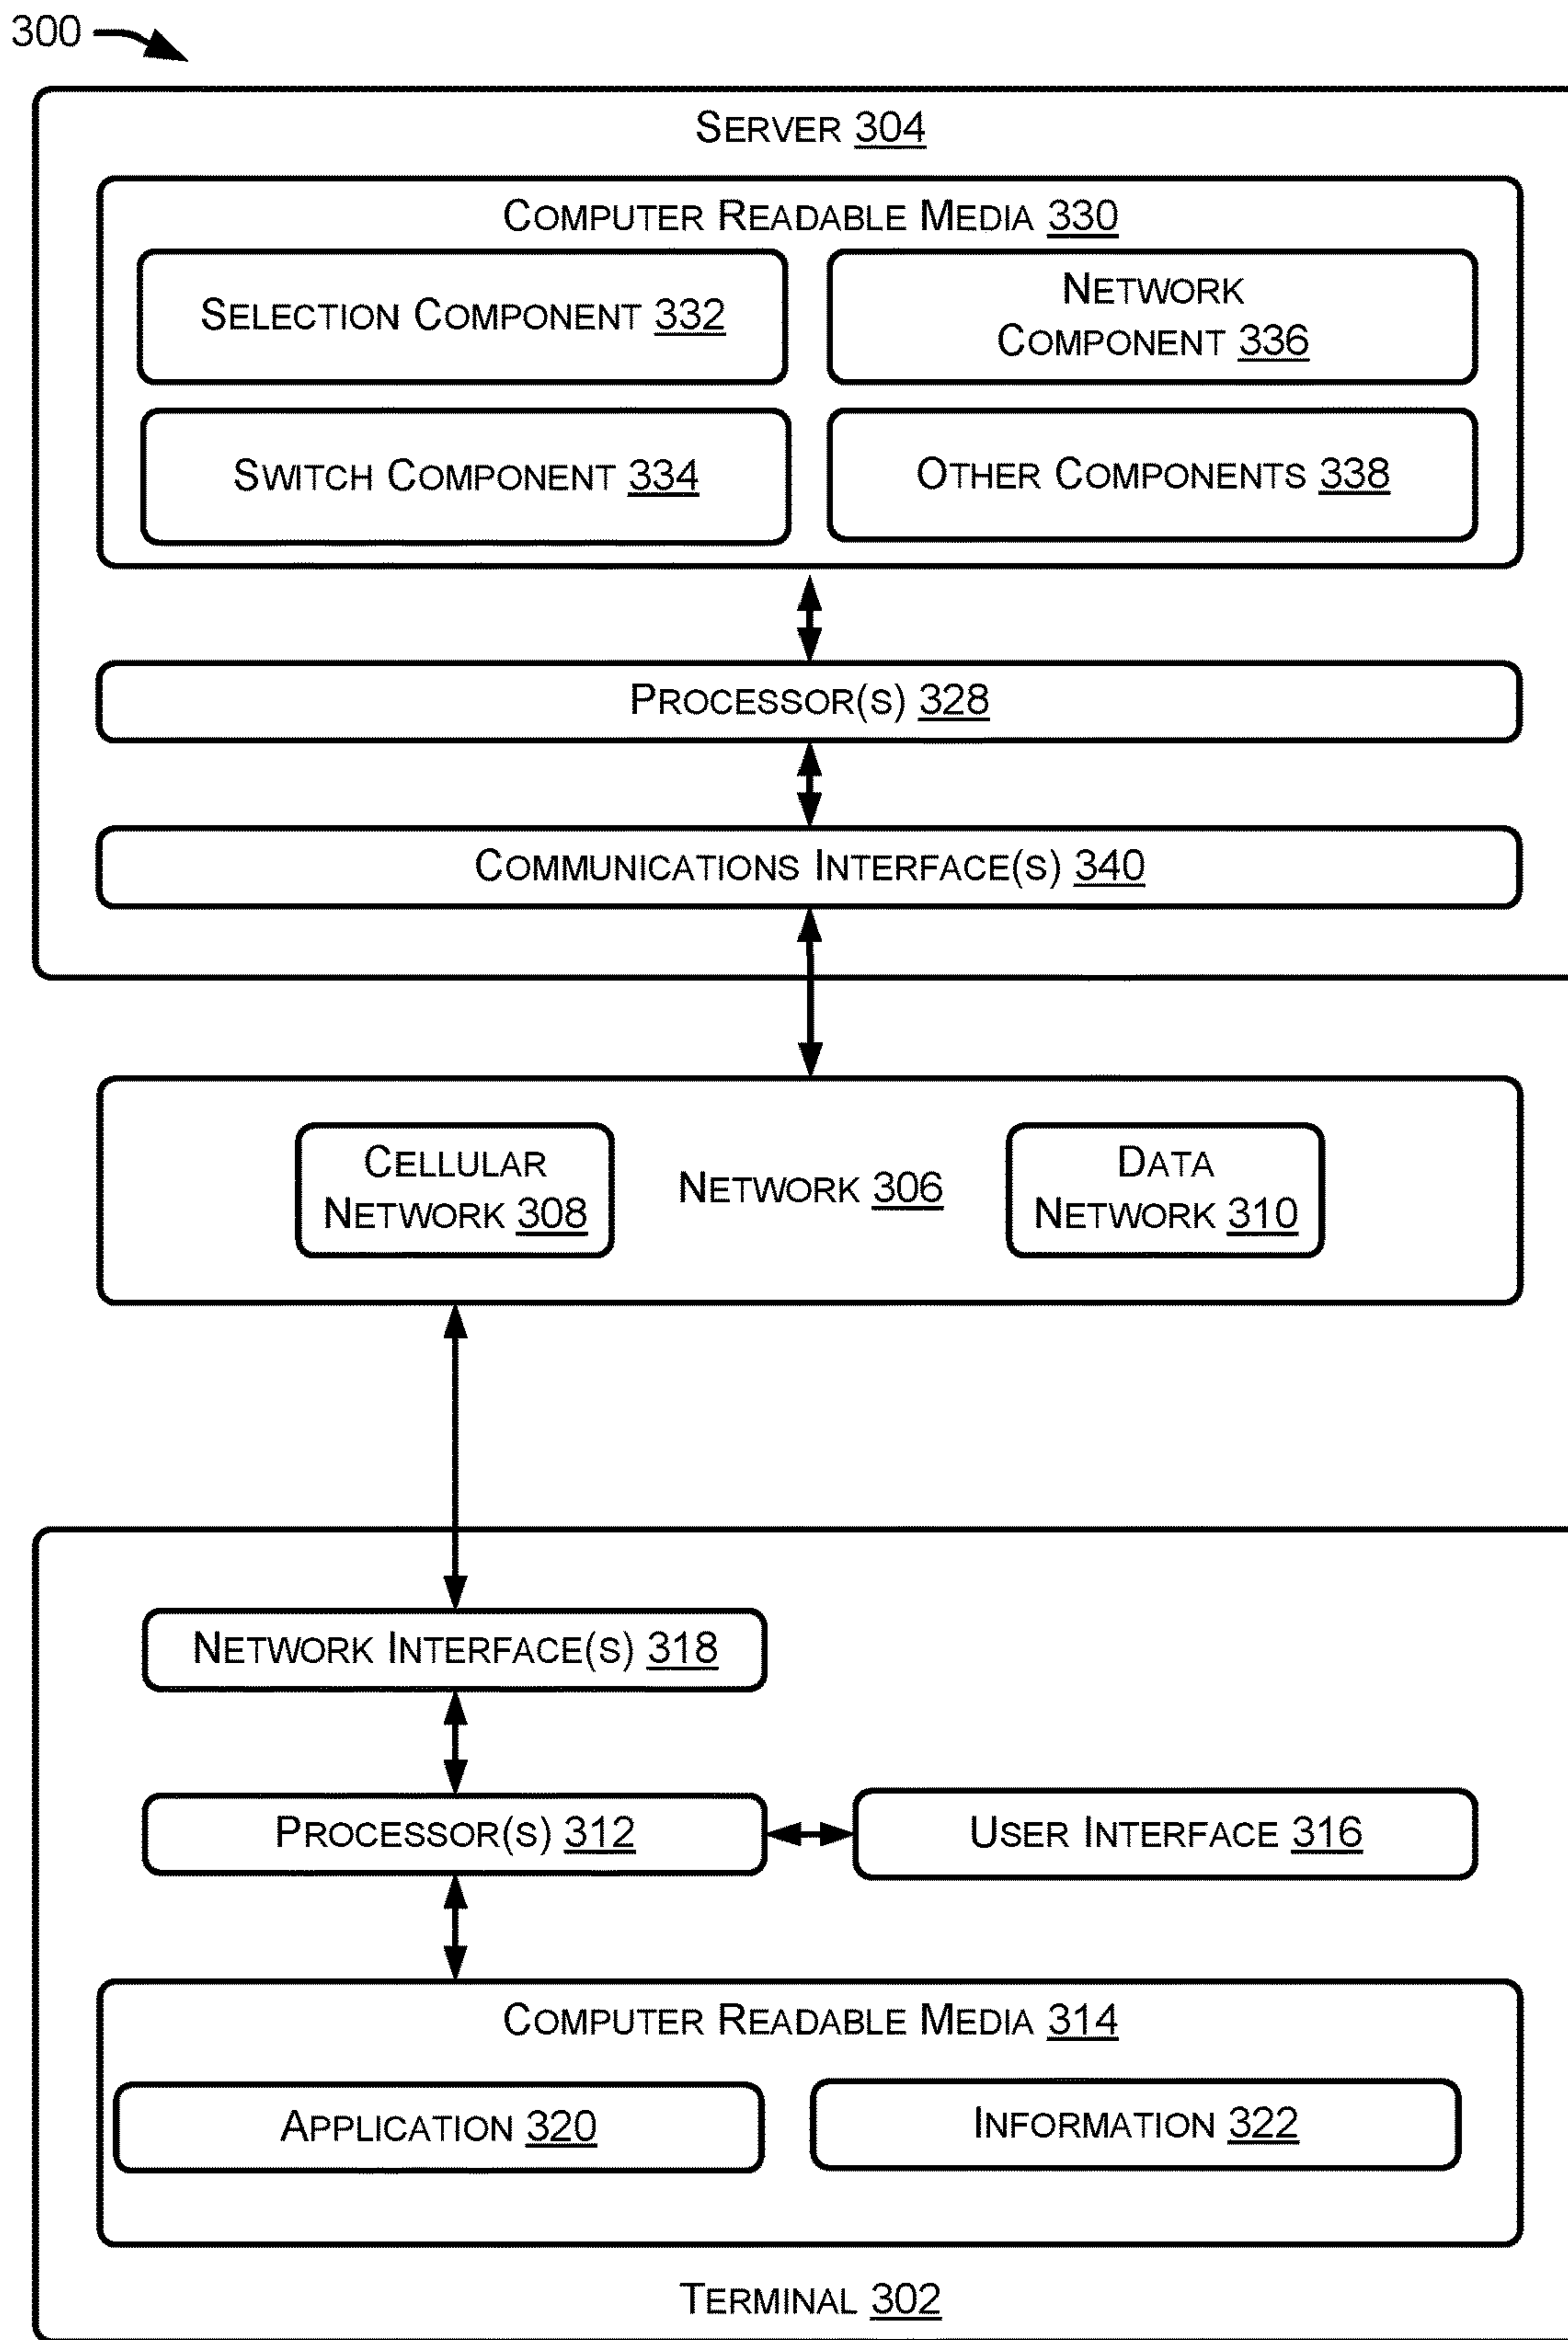 300
SERVER 304
COMPUTER READABLE MEDIA 330
SELECTION COMPONENT 332
NETWORK
COMPONENT 336
SWITCH COMPONENT 334
OTHER COMPONENTS 338
PROCESSOR(S) 328
COMMUNICATIONS INTERFACE(S) 340
CELLULAR
NETWORK 308
NETWORK 306
DATA
NETWORK 310
NETWORK INTERFACE(S) 318
PROCESSOR(S) 312
USER INTERFACE 316
COMPUTER READABLE MEDIA 314
APPLICATION 320
INFORMATION 322
TERMINAL 302